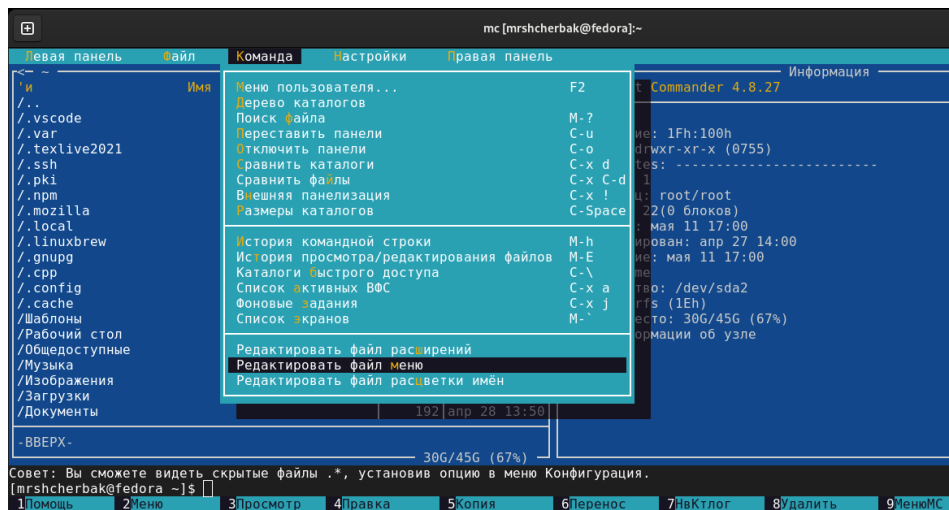 mc [mrshcherbak@fedora]:~
Левая панель Файл Команда Настройки Правая панель
<— ~ Информация
'и Имя Меню пользователя... F2 t Commander 4.8.27
/.. Дерево каталогов
/.vscode Поиск файла M-?
/.var Переставить панели C-u ие: 1Fh:100h
/.texlive2021 Отключить панели C-o drwxr-xr-x (0755)
/.ssh Сравнить каталоги C-x d tes: -------------------------
/.pki Сравнить файлы C-x C-d 1
/.npm Внешняя панелизация C-x ! ц: root/root
/.mozilla Размеры каталогов C-Space 22(0 блоков)
/.local : мая 11 17:00
/.linuxbrew История командной строки M-h ирован: апр 27 14:00
/.gnupg История просмотра/редактирования файлов M-E ие: мая 11 17:00
/.cpp Каталоги быстрого доступа C-\ me
/.config Список активных ВФС C-x a тво: /dev/sda2
/.cache Фоновые задания C-x j rfs (1Eh)
/Шаблоны Список экранов M-` есто: 30G/45G (67%)
/Рабочий стол ормации об узле
/Общедоступные Редактировать файл расширений
/Музыка Редактировать файл меню
/Изображения Редактировать файл расцветки имён
/Загрузки
/Документы 192 апр 28 13:50
-ВВЕРХ-
30G/45G (67%)
Совет: Вы сможете видеть скрытые файлы .*, установив опцию в меню Конфигурация.
[mrshcherbak@fedora ~]$
1Помощь 2Меню 3Просмотр 4Правка 5Копия 6Перенос 7НвКтлог 8Удалить 9МенюМС